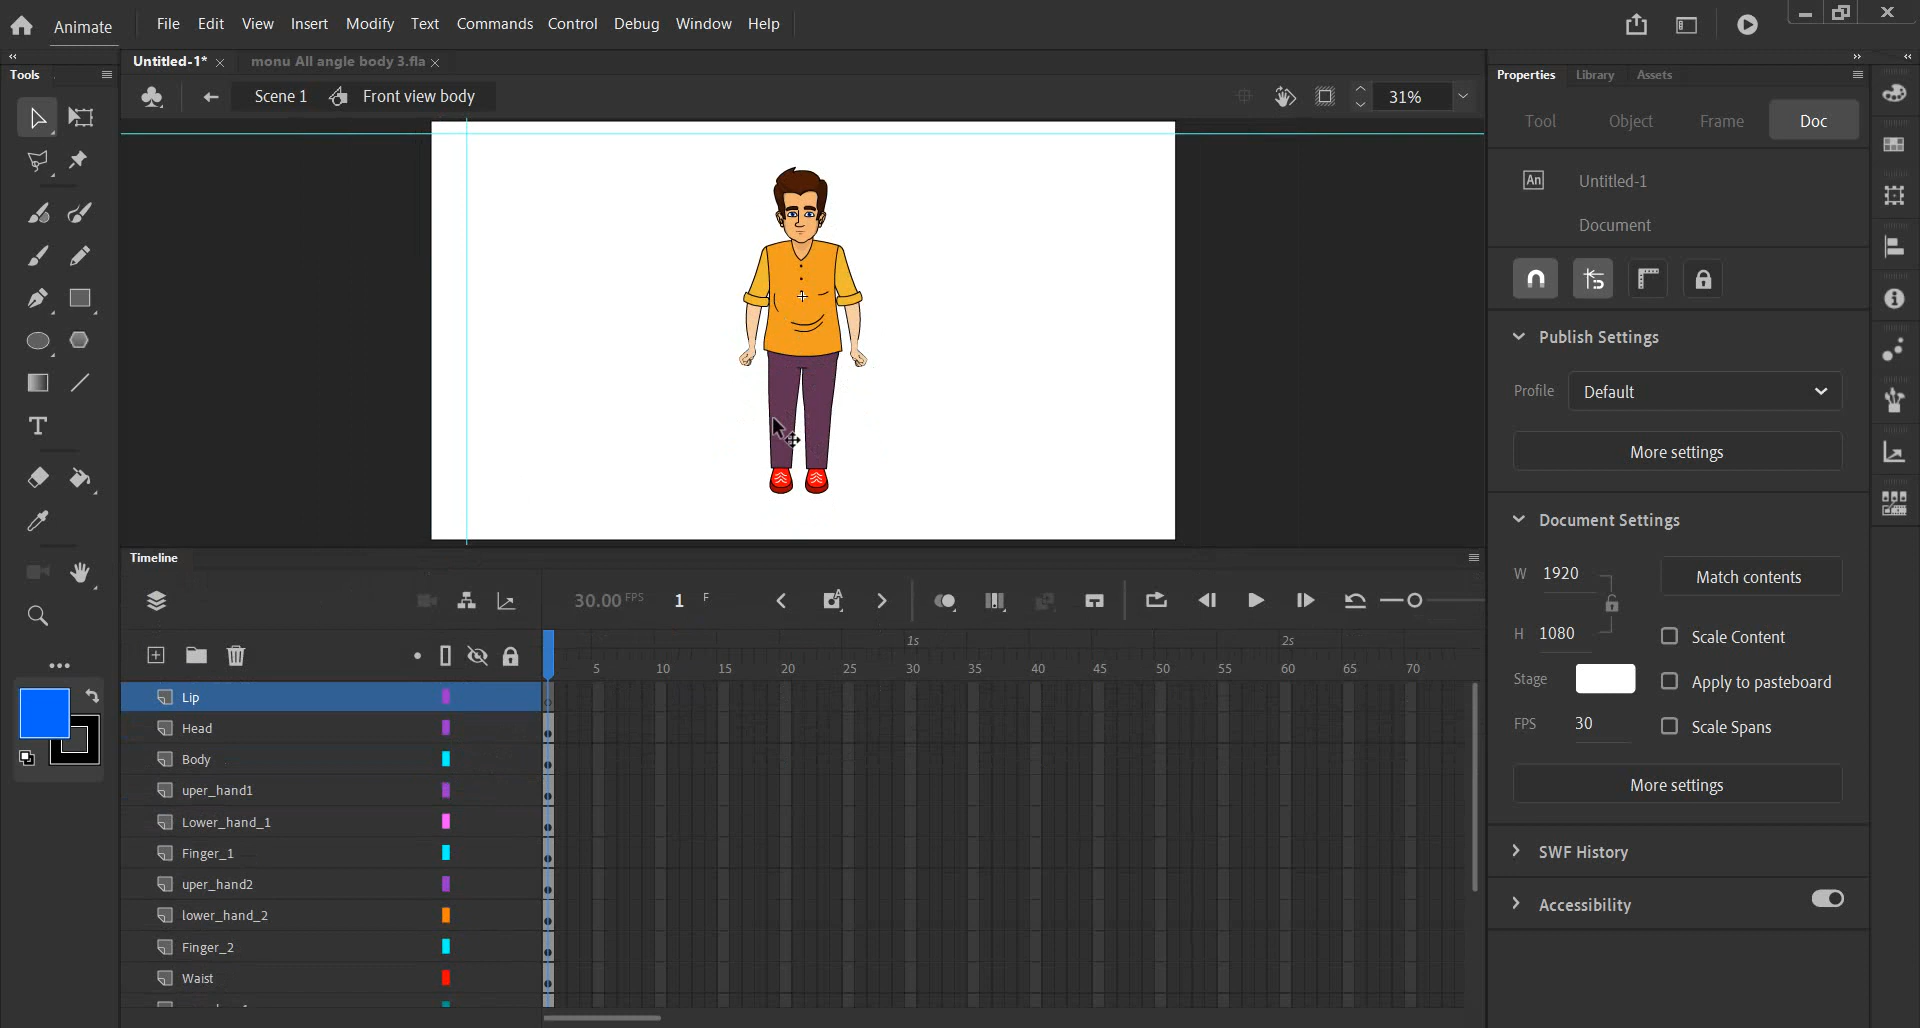 Animate File Edit View Insert Modify Text Commands Control Debug Window Help
Untitled-1* monu All angle body 3.fla
Tools
Scene 1 Front view body 31%
Properties Library Assets
Tool Object Frame Doc
An Untitled-1
Document
Publish Settings
Profile Default
More settings
Document Settings
W 1920 Match contents
H 1080 Scale Content
Stage Apply to pasteboard
FPS 30 Scale Spans
More settings
SWF History
Accessibility
T
Timeline
30.00 FPS 1 F A
1s 2s
5 10 15 20 25 30 35 40 45 50 55 60 65 70
Lip
Head
Body
uper_hand1
Lower_hand_1
Finger_1
uper_hand2
lower_hand_2
Finger_2
Waist